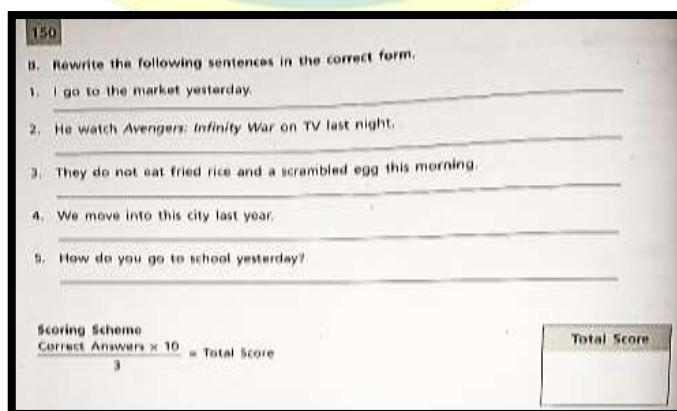 150
B. Rewrite the following sentences in the correct form.
1. I go to the market yesterday.
2. He watch Avengers: Infinity War on TV last night.
3. They do not eat fried rice and a scrambled egg this morning.
4. We move into this city last year.
5. How do you go to school yesterday?
Scoring Scheme
Correct Answers × 10
3
= Total Score
Total Score